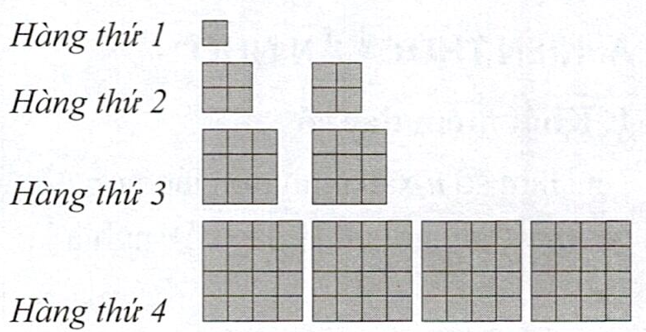 Hàng thứ 1
Hàng thứ 2
Hàng thứ 3
Hàng thứ 4